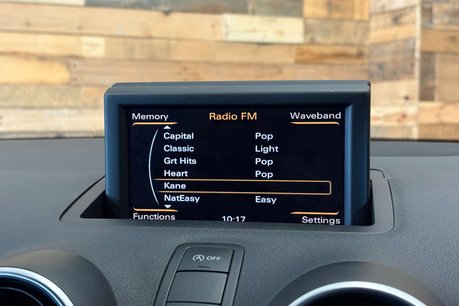 Memory Radio FM Waveband
Capital Pop
Classic Light
Grt Hits Pop
Heart Pop
Kane
NatEasy Easy
Functions 10:17 Settings
OFF